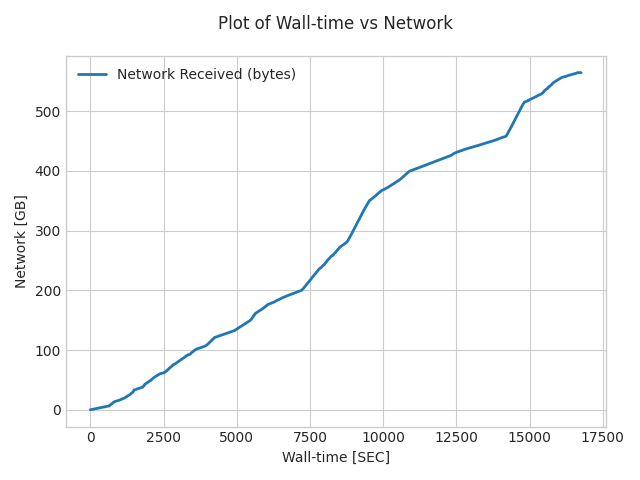 Plot of Wall-time vs Network
Network Received (bytes)
Network [GB]
500
400
300
200
100
0
0 2500 5000 7500 10000 12500 15000 17500
Wall-time [SEC]